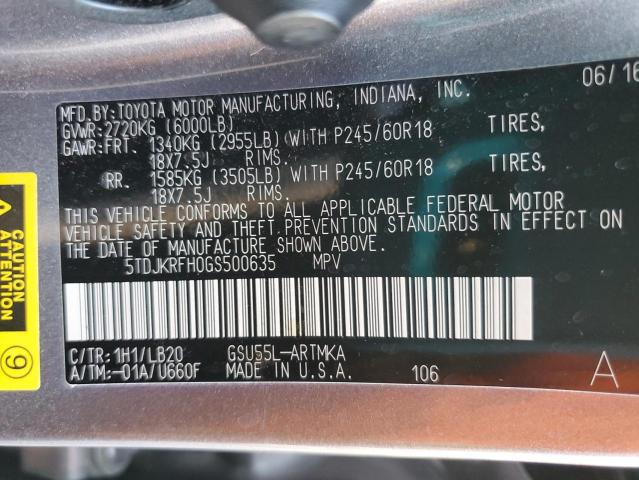 MFD.BY:TOYOTA MOTOR MANUFACTURING, INDIANA, INC. 06/16
GVWR:2720KG (6000LB)
GAWR:FRT. 1340KG (2955LB) WITH P245/60R18 TIRES,
18X7.5J RIMS.
RR. 1585KG (3505LB) WITH P245/60R18 TIRES,
18X7.5J RIMS.
THIS VEHICLE CONFORMS TO ALL APPLICABLE FEDERAL MOTOR
VEHICLE SAFETY AND THEFT PREVENTION STANDARDS IN EFFECT ON
THE DATE OF MANUFACTURE SHOWN ABOVE.
5TDJKRFH0GS500635 MPV
C/TR:1H1/LB20 GSU55L-ARTMKA
A/TM:-01A/U660F MADE IN U.S.A. 106 A
CAUTION
Attention
9